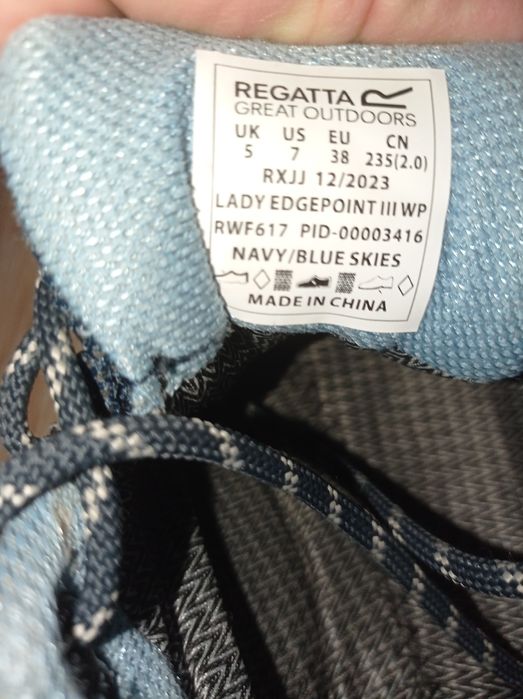 REGATTA
GREAT OUTDOORS
UK US EU CN
5 7 38 235(2.0)
RXJJ 12/2023
LADY EDGEPOINT III WP
RWF617 PID-00003416
NAVY/BLUE SKIES
MADE IN CHINA